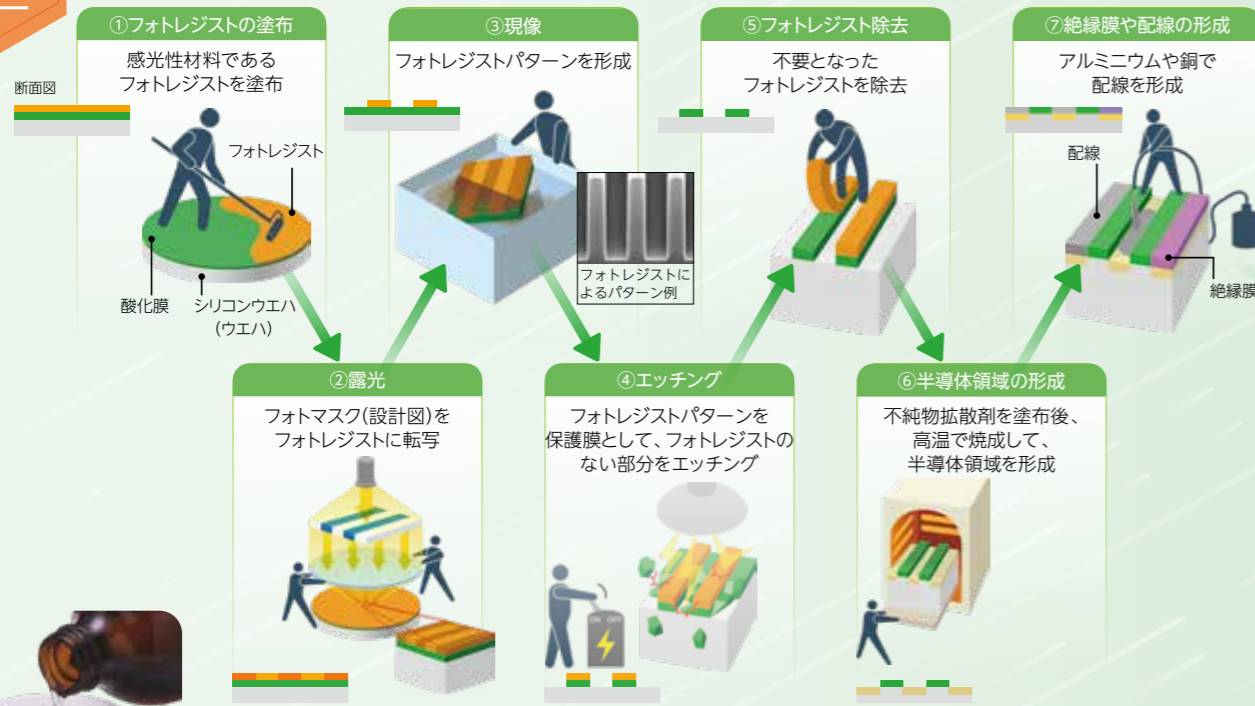 ①フォトレジストの塗布
感光性材料である
フォトレジストを塗布
断面図
フォトレジスト
酸化膜
シリコンウエハ
(ウエハ)
②露光
フォトマスク(設計図)を
フォトレジストに転写
③現像
フォトレジストパターンを形成
フォトレジストに
よるパターン例
④エッチング
フォトレジストパターンを
保護膜として、フォトレジストの
ない部分をエッチング
ON OFF
⑤フォトレジスト除去
不要となった
フォトレジストを除去
⑥半導体領域の形成
不純物拡散剤を塗布後、
高温で焼成して、
半導体領域を形成
⑦絶縁膜や配線の形成
アルミニウムや銅で
配線を形成
配線
絶縁膜